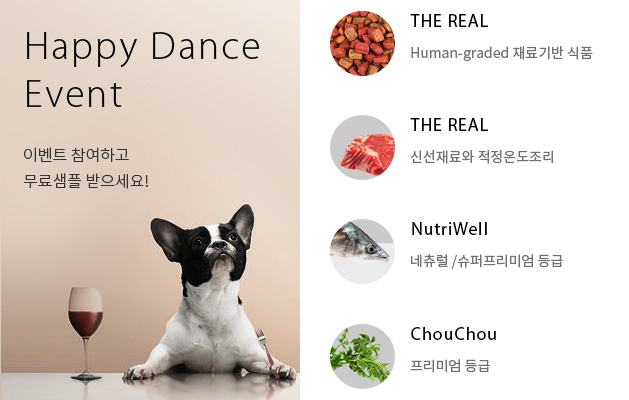 Happy Dance
Event
이벤트 참여하고
무료샘플 받으세요!
THE REAL
Human-graded 재료기반 식품
THE REAL
신선재료와 적정온도조리
NutriWell
네츄럴 /슈퍼프리미엄 등급
ChouChou
프리미엄 등급